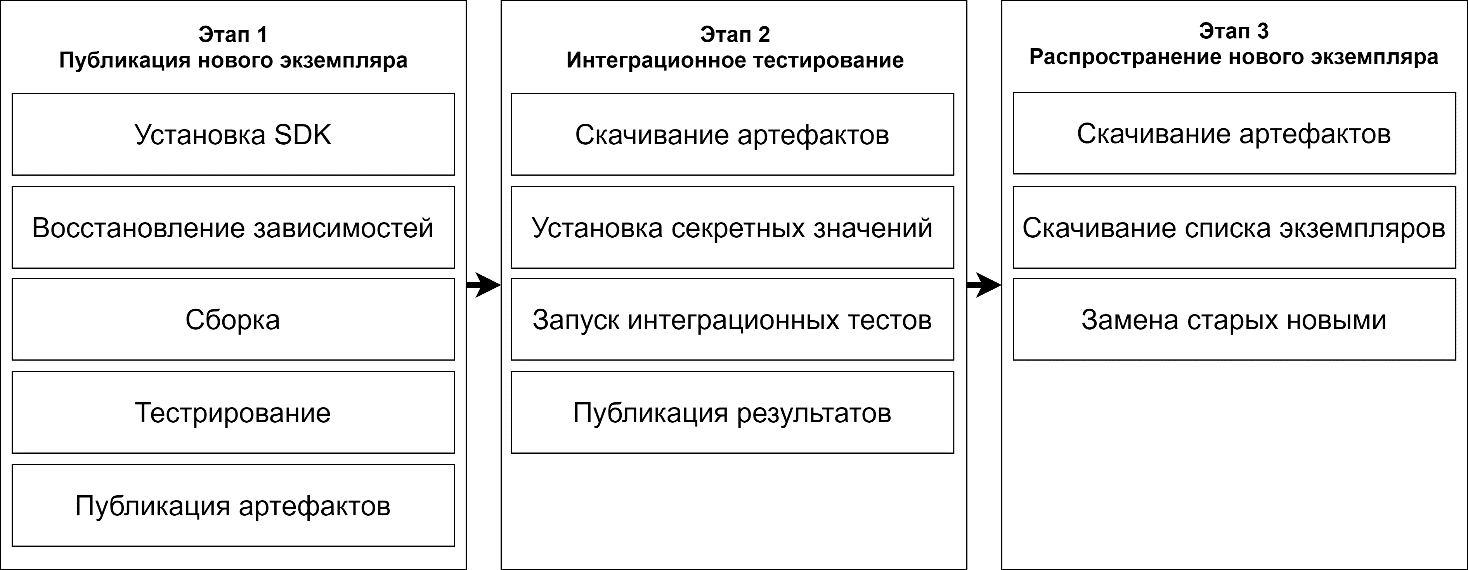 Этап 1
Публикация нового экземпляра
Установка SDK
Восстановление зависимостей
Сборка
Тестрирование
Публикация артефактов
Этап 2
Интеграционное тестирование
Скачивание артефактов
Установка секретных значений
Запуск интеграционных тестов
Публикация результатов
Этап 3
Распространение нового экземпляра
Скачивание артефактов
Скачивание списка экземпляров
Замена старых новыми